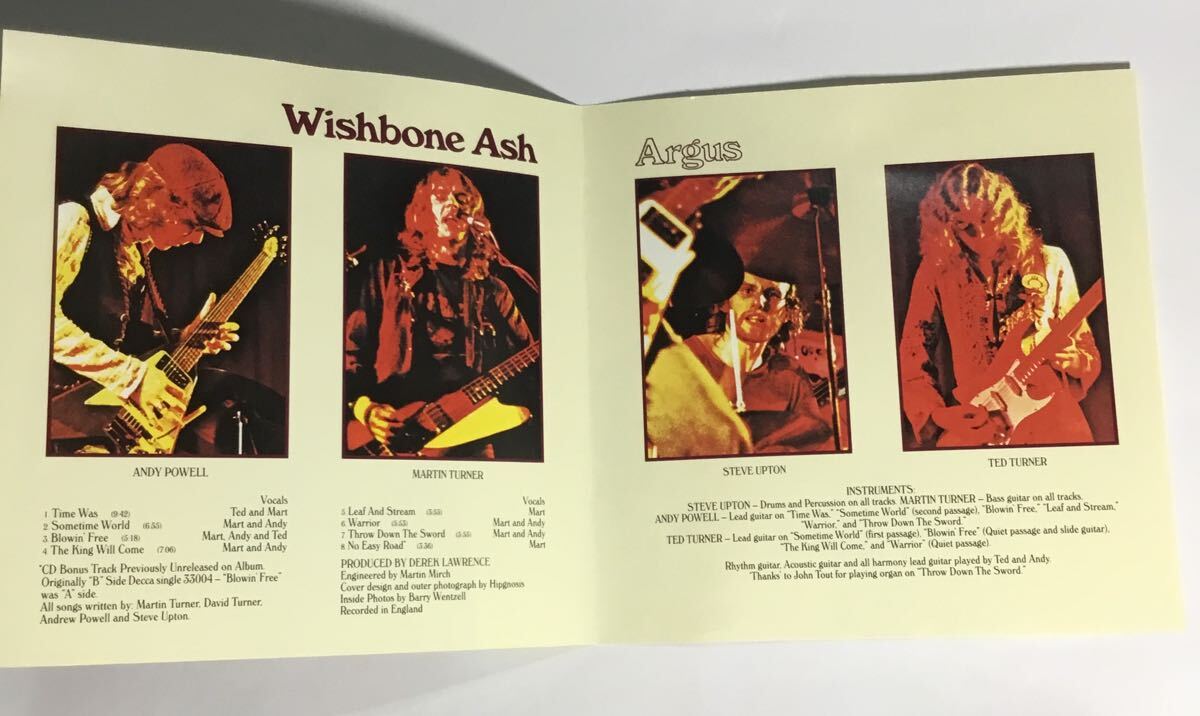 Wishbone Ash
ANDY POWELL
MARTIN TURNER
Vocals
1 Time Was (9:42) Ted and Mart
2 Sometime World (6:55) Mart and Andy
3 Blowin' Free (5:18) Mart, Andy and Ted
4 The King Will Come (7:06) Mart and Andy
*CD Bonus Track Previously Unreleased on Album.
Originally "B" Side Decca single 33004 – "Blowin' Free"
was "A" side.
All songs written by: Martin Turner, David Turner,
Andrew Powell and Steve Upton.
Vocals
5 Leaf And Stream (3:55) Mart
6 Warrior (5:53) Mart and Andy
7 Throw Down The Sword (5:55) Mart and Andy
8 No Easy Road* (3:36) Mart
PRODUCED BY DEREK LAWRENCE
Engineered by Martin Mirch
Cover design and outer photograph by Hipgnosis
Inside Photos by Barry Wentzell
Recorded in England
Argus
STEVE UPTON
TED TURNER
INSTRUMENTS:
STEVE UPTON – Drums and Percussion on all tracks. MARTIN TURNER – Bass guitar on all tracks.
ANDY POWELL – Lead guitar on "Time Was," "Sometime World" (second passage), "Blowin' Free," "Leaf and Stream,"
"Warrior," and "Throw Down The Sword."
TED TURNER – Lead guitar on "Sometime World" (first passage), "Blowin' Free" (Quiet passage and slide guitar),
"The King Will Come," and "Warrior" (Quiet passage).
Rhythm guitar, Acoustic guitar and all harmony lead guitar played by Ted and Andy.
'Thanks' to John Tout for playing organ on "Throw Down The Sword."